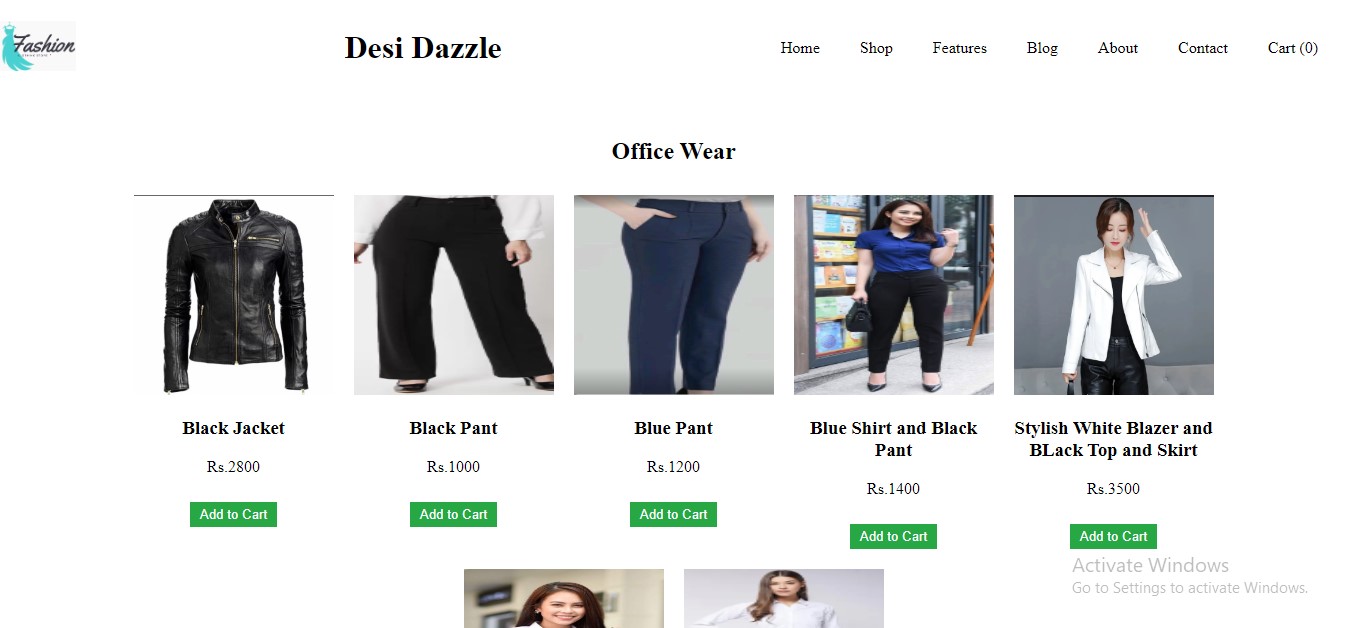 Fashion
Desi Dazzle
Home
Shop
Features
Blog
About
Contact
Cart (0)
Office Wear
Black Jacket
Rs.2800
Add to Cart
Black Pant
Rs.1000
Add to Cart
Blue Pant
Rs.1200
Add to Cart
Blue Shirt and Black
Pant
Rs.1400
Add to Cart
Stylish White Blazer and
BLack Top and Skirt
Rs.3500
Add to Cart
Activate Windows
Go to Settings to activate Windows.